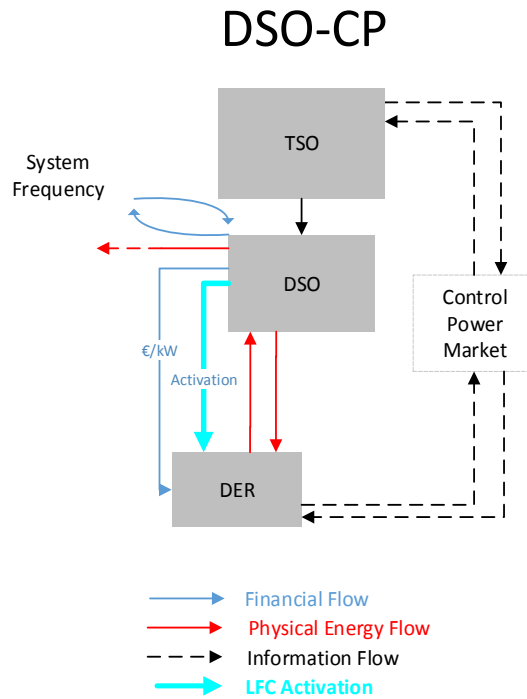 DSO-CP
TSO
System
Frequency
DSO
Control
Power
Market
€/kW
Activation
DER
Financial Flow
Physical Energy Flow
Information Flow
LFC Activation